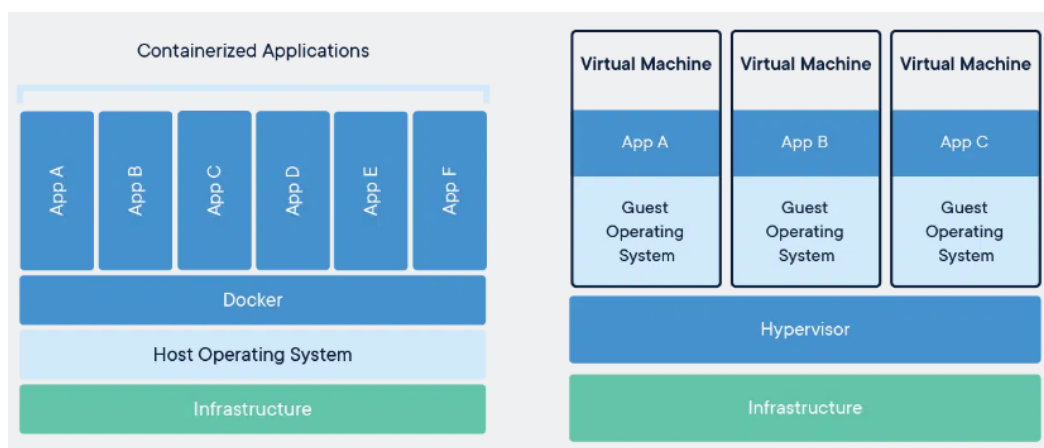 Containerized Applications
App A
App B
App C
App D
App E
App F
Docker
Host Operating System
Infrastructure
Virtual Machine
App A
Guest
Operating
System
Virtual Machine
App B
Guest
Operating
System
Virtual Machine
App C
Guest
Operating
System
Hypervisor
Infrastructure